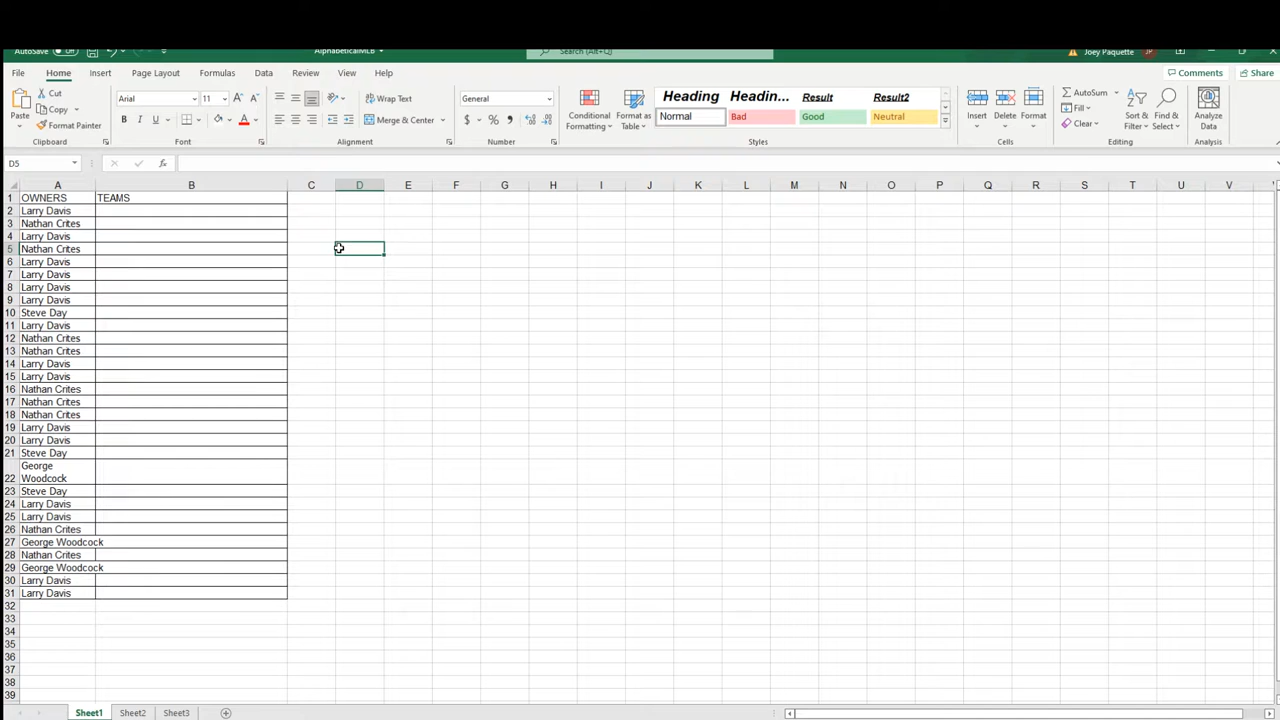 AutoSave Off AlphabeticalMLB Search (Alt+Q) Joey Paquette JP
File Home Insert Page Layout Formulas Data Review View Help Comments Share
Paste Cut Copy Format Painter
Arial 11 B I U A
Wrap Text
Merge & Center
General
$ %
Conditional Formatting
Format as Table
Heading Headin... Result Result2
Normal Bad Good Neutral
Insert Delete Format
AutoSum
Fill
Clear
Sort & Filter
Find & Select
Analyze Data
Clipboard Font Alignment Number Styles Cells Editing Analysis
D5 fx
A B C D E F G H I J K L M N O P Q R S T U V
1 OWNERS TEAMS
2 Larry Davis
3 Nathan Crites
4 Larry Davis
5 Nathan Crites
6 Larry Davis
7 Larry Davis
8 Larry Davis
9 Larry Davis
10 Steve Day
11 Larry Davis
12 Nathan Crites
13 Nathan Crites
14 Larry Davis
15 Larry Davis
16 Nathan Crites
17 Nathan Crites
18 Nathan Crites
19 Larry Davis
20 Larry Davis
21 Steve Day
George
22 Woodcock
23 Steve Day
24 Larry Davis
25 Larry Davis
26 Nathan Crites
27 George Woodcock
28 Nathan Crites
29 George Woodcock
30 Larry Davis
31 Larry Davis
32
33
34
35
36
37
38
39
Sheet1 Sheet2 Sheet3